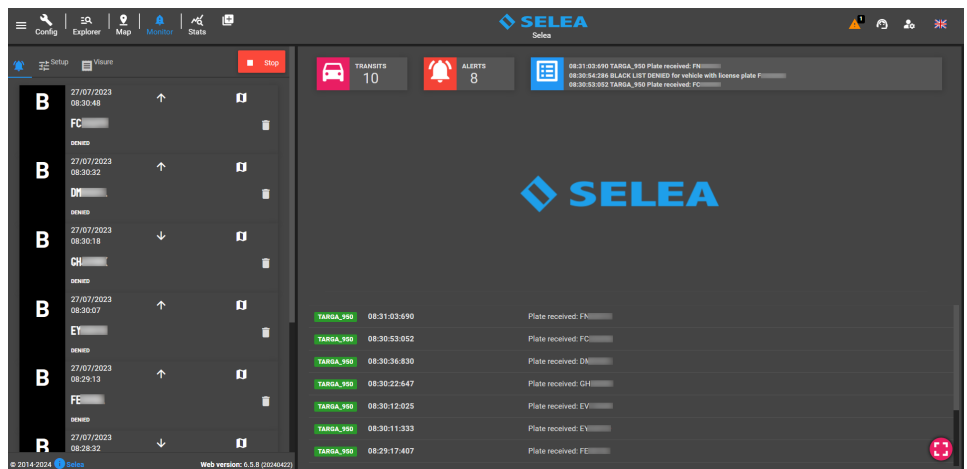 Config
Explorer
Map
Monitor
Stats
SELEA
Selea
1
Setup
Visure
Stop
TRANSITS
10
ALERTS
8
08:31:03:690 TARGA_950 Plate received: FN
08:30:54:286 BLACK LIST DENIED for vehicle with license plate F
08:30:53:052 TARGA_950 Plate received: FC
B
27/07/2023
08:30:48
FC
DENIED
B
27/07/2023
08:30:32
DM
DENIED
B
27/07/2023
08:30:18
GH
DENIED
B
27/07/2023
08:30:07
EY
DENIED
B
27/07/2023
08:29:13
FE
DENIED
B
27/07/2023
08:28:32
SELEA
TARGA_950 08:31:03:690 Plate received: FN
TARGA_950 08:30:53:052 Plate received: FC
TARGA_950 08:30:36:830 Plate received: DM
TARGA_950 08:30:22:647 Plate received: GH
TARGA_950 08:30:12:025 Plate received: EV
TARGA_950 08:30:11:333 Plate received: EY
TARGA_950 08:29:17:407 Plate received: FE
© 2014-2024 Selea Web version: 6.5.8 (20240422)